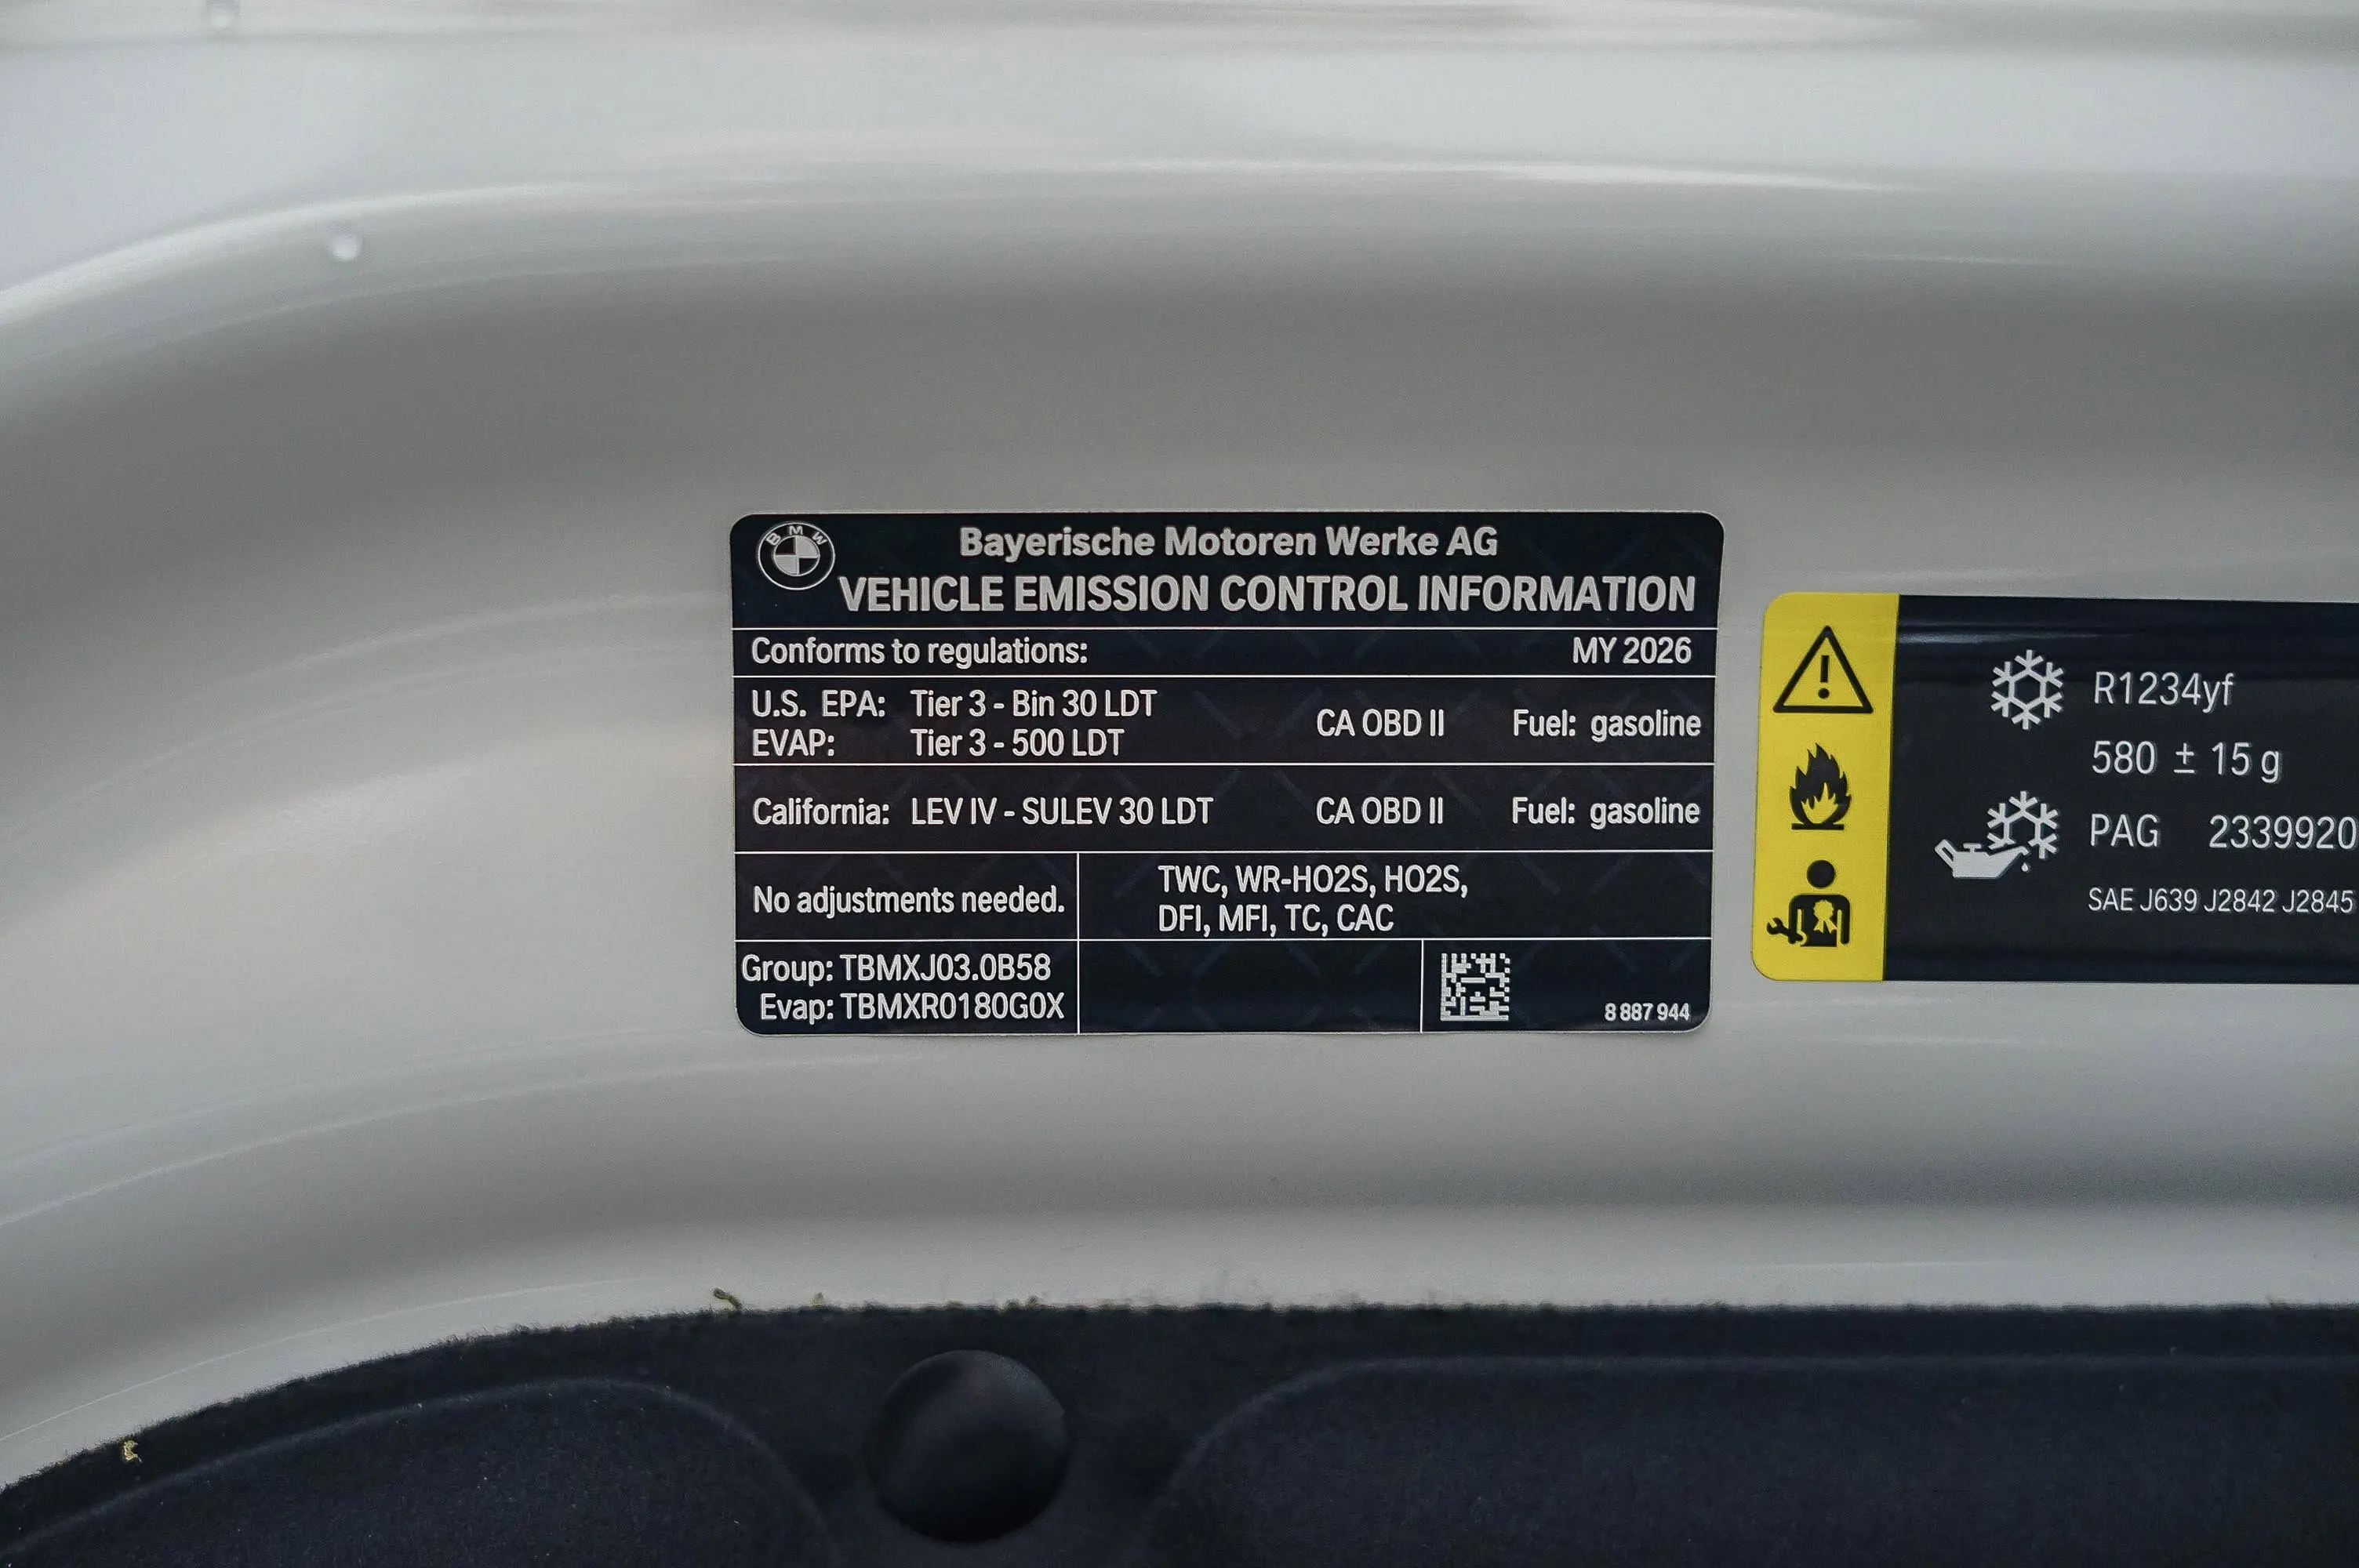 BMW
Bayerische Motoren Werke AG
VEHICLE EMISSION CONTROL INFORMATION
Conforms to regulations: MY 2026
U.S. EPA: Tier 3 - Bin 30 LDT CA OBD II Fuel: gasoline
EVAP: Tier 3 - 500 LDT
California: LEV IV - SULEV 30 LDT CA OBD II Fuel: gasoline
No adjustments needed.
TWC, WR-HO2S, HO2S,
DFI, MFI, TC, CAC
Group: TBMXJ03.0B58
Evap: TBMXR0180G0X
8 887 944
R1234yf
580 ± 15 g
PAG 2339920
SAE J639 J2842 J2845